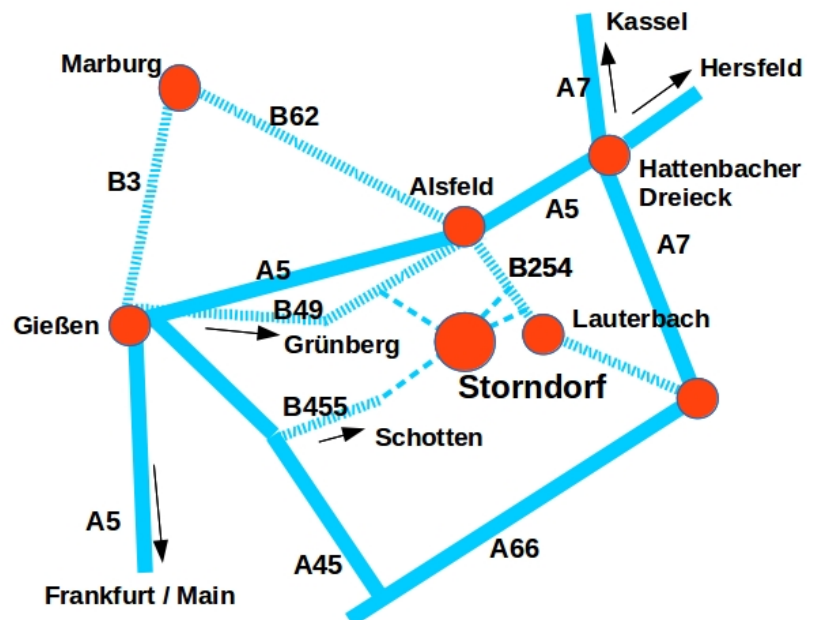 Kassel
Marburg
Hersfeld
A7
B62
Hattenbacher
Dreieck
B3
Alsfeld
A5
A7
A5
B254
B49
Gießen
Lauterbach
Grünberg
Storndorf
B455
Schotten
A5
A66
A45
Frankfurt / Main